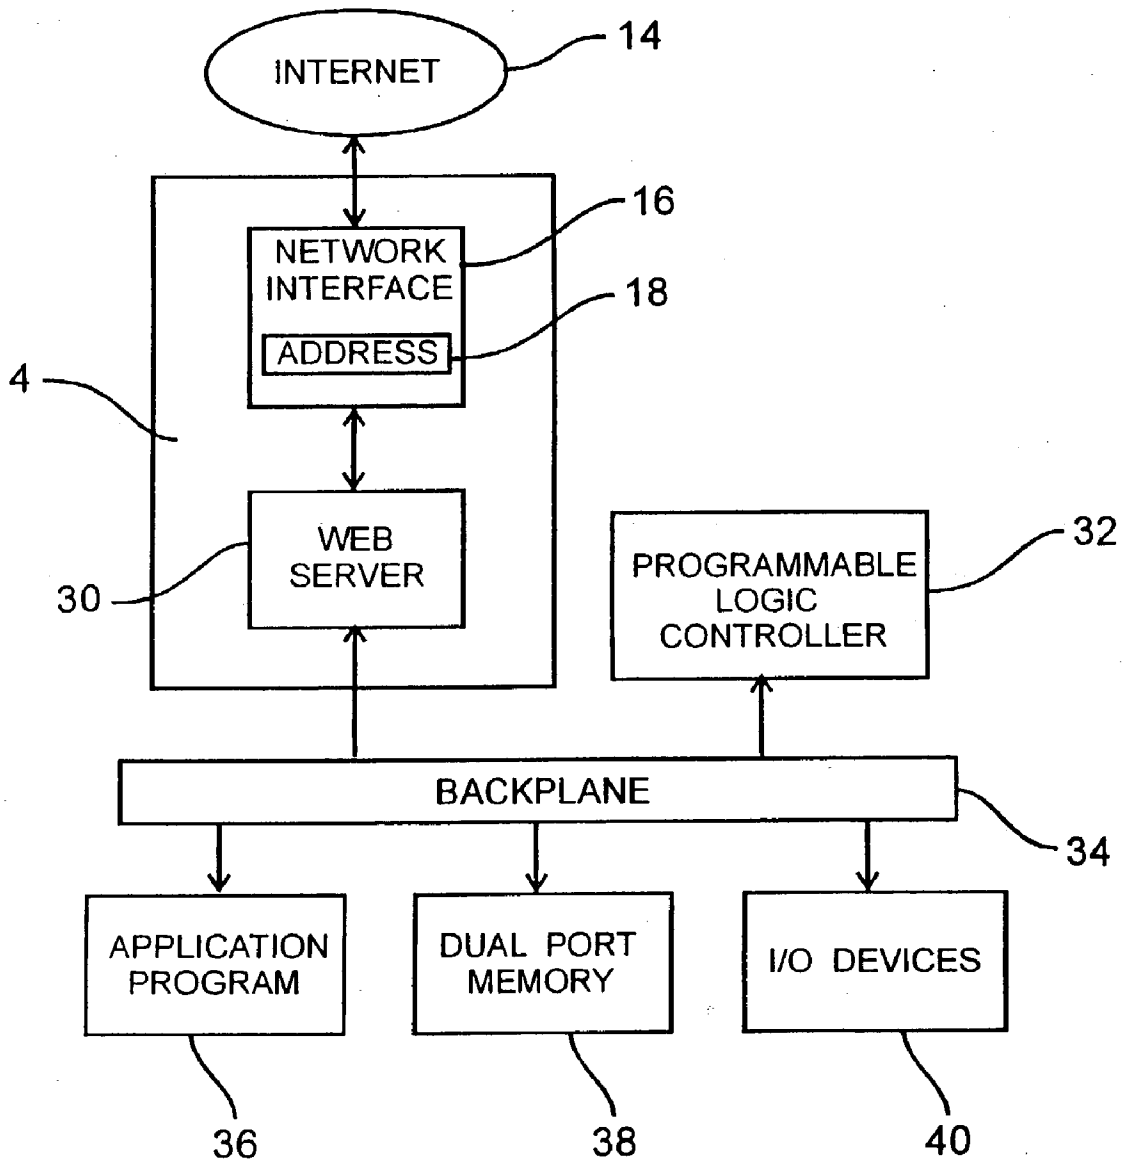 INTERNET
14
16
NETWORK
INTERFACE
18
ADDRESS
4
WEB
SERVER
30
32
PROGRAMMABLE
LOGIC
CONTROLLER
BACKPLANE
34
APPLICATION
PROGRAM
DUAL PORT
MEMORY
I/O DEVICES
36
38
40